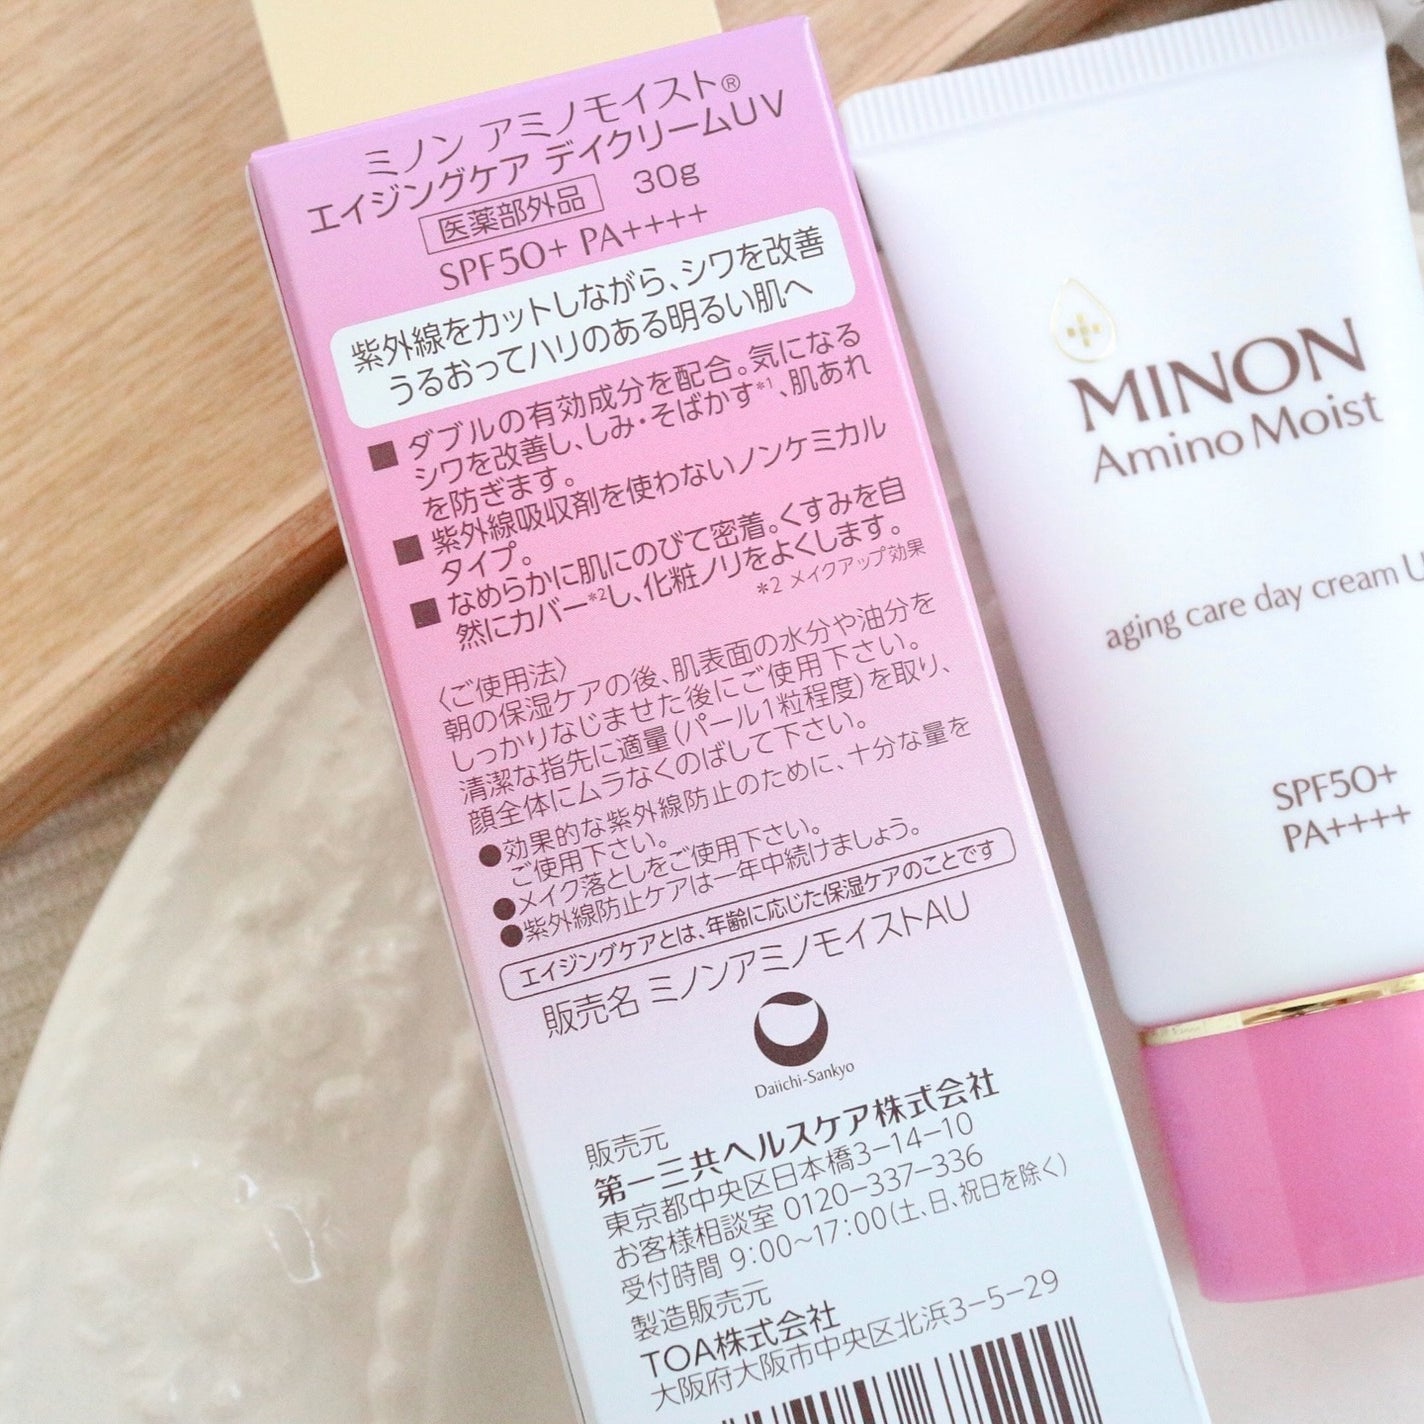 ミノン アミノモイスト®
エイジングケア デイクリームUV
医薬部外品 30g
SPF50+ PA++++
紫外線をカットしながら、シワを改善
うるおってハリのある明るい肌へ
■ ダブルの有効成分を配合。気になる
シワを改善し、しみ・そばかす*1、肌あれ
を防ぎます。
■ 紫外線吸収剤を使わないノンケミカル
タイプ。
■ なめらかに肌にのびて密着。くすみを自
然にカバー*2し、化粧ノリをよくします。
*2 メイクアップ効果
〈ご使用法〉
朝の保湿ケアの後、肌表面の水分や油分を
しっかりなじませた後にご使用下さい。
清潔な指先に適量(パール1粒程度)を取り、
顔全体にムラなくのばして下さい。
●効果的な紫外線防止のために、十分な量を
ご使用下さい。
●メイク落としをご使用下さい。
●紫外線防止ケアは一年中続けましょう。
エイジングケアとは、年齢に応じた保湿ケアのことです
販売名 ミノンアミノモイストAU
Daiichi-Sankyo
販売元
第一三共ヘルスケア株式会社
東京都中央区日本橋3-14-10
お客様相談室 0120-337-336
受付時間 9:00~17:00(土、日、祝日を除く)
製造販売元
TOA株式会社
大阪府大阪市中央区北浜3-5-29
MINON
Amino Moist
aging care day cream U
SPF50+
PA++++